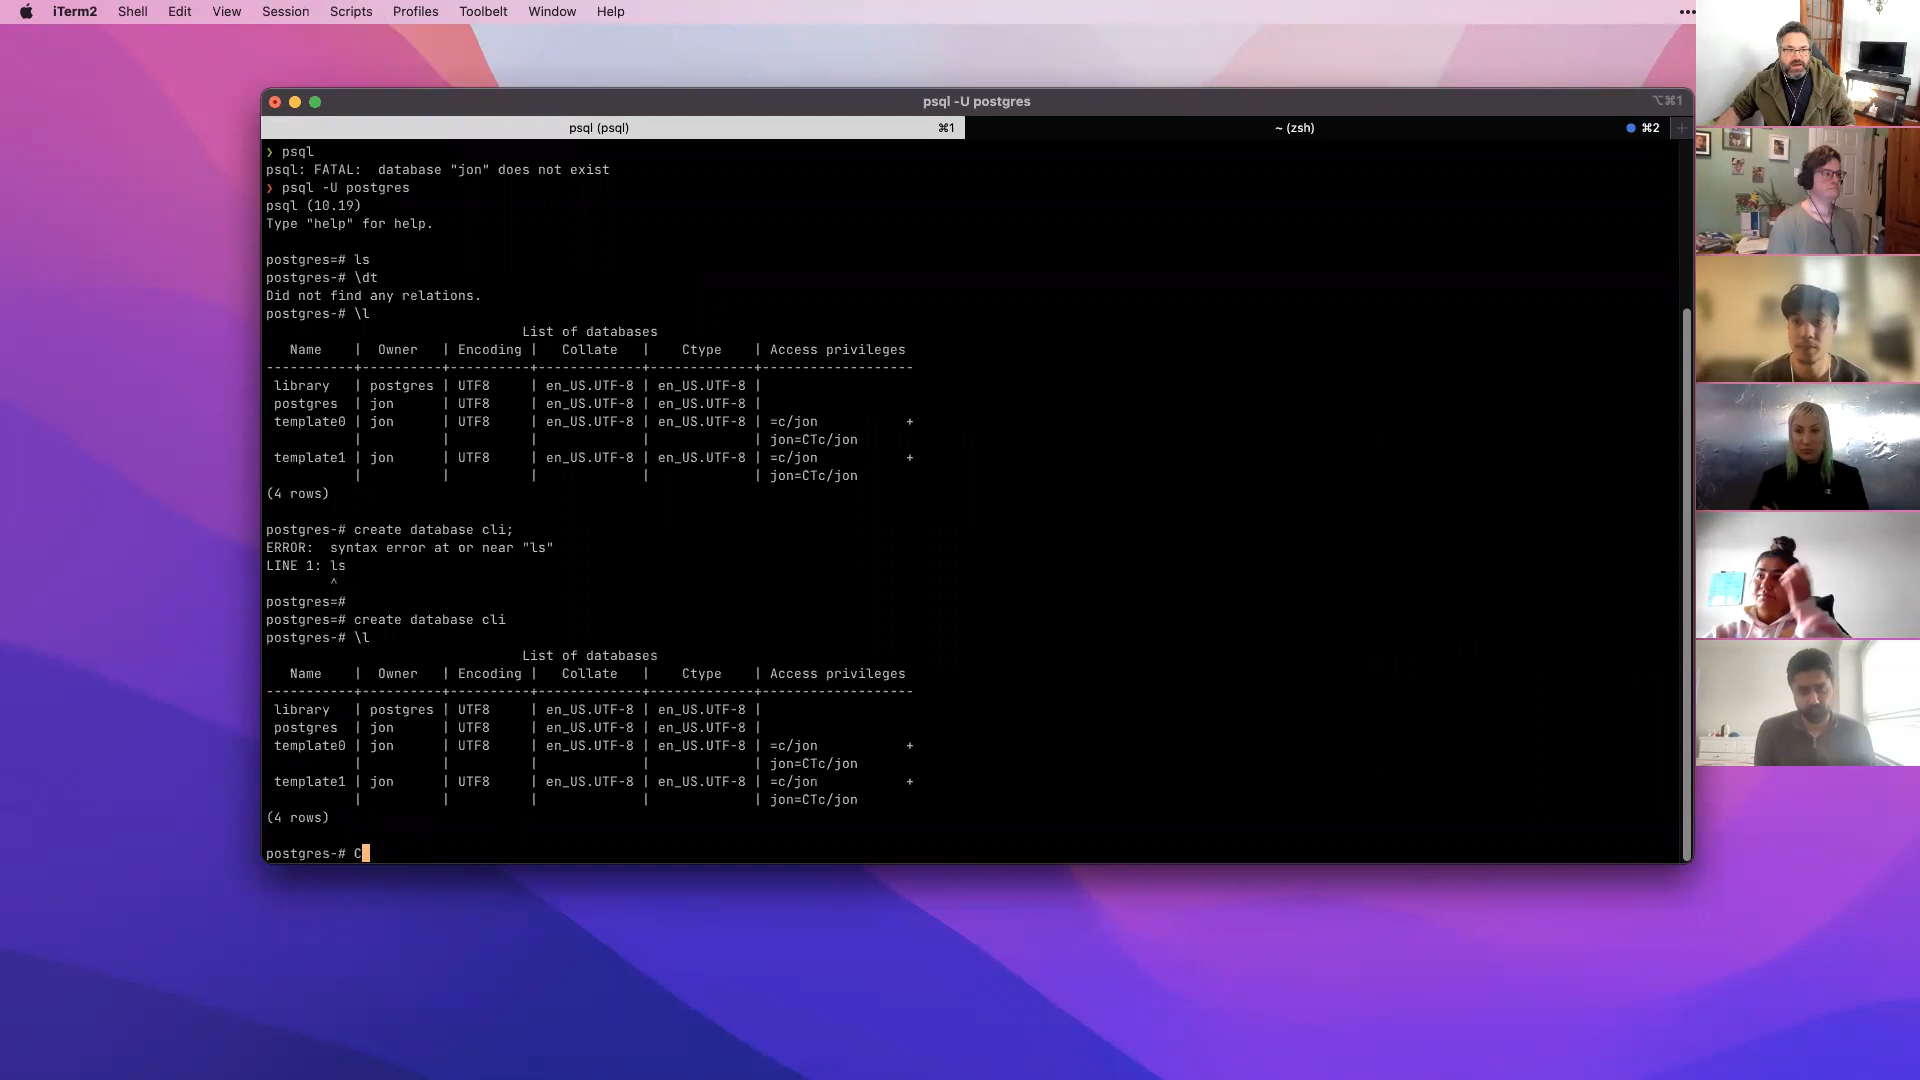 iTerm2 Shell Edit View Session Scripts Profiles Toolbelt Window Help
psql -U postgres ⌥⌘1
psql (psql) ⌘1 ~ (zsh) ⌘2
❯ psql
psql: FATAL:  database "jon" does not exist
❯ psql -U postgres
psql (10.19)
Type "help" for help.
postgres=# ls
postgres-# \dt
Did not find any relations.
postgres-# \l
                                List of databases
   Name    |  Owner   | Encoding |   Collate   |    Ctype    | Access privileges
-----------+----------+----------+-------------+-------------+-------------------
 library   | postgres | UTF8     | en_US.UTF-8 | en_US.UTF-8 |
 postgres  | jon      | UTF8     | en_US.UTF-8 | en_US.UTF-8 |
 template0 | jon      | UTF8     | en_US.UTF-8 | en_US.UTF-8 | =c/jon           +
           |          |          |             |             | jon=CTc/jon
 template1 | jon      | UTF8     | en_US.UTF-8 | en_US.UTF-8 | =c/jon           +
           |          |          |             |             | jon=CTc/jon
(4 rows)
postgres-# create database cli;
ERROR:  syntax error at or near "ls"
LINE 1: ls
        ^
postgres=#
postgres=# create database cli
postgres-# \l
                                List of databases
   Name    |  Owner   | Encoding |   Collate   |    Ctype    | Access privileges
-----------+----------+----------+-------------+-------------+-------------------
 library   | postgres | UTF8     | en_US.UTF-8 | en_US.UTF-8 |
 postgres  | jon      | UTF8     | en_US.UTF-8 | en_US.UTF-8 |
 template0 | jon      | UTF8     | en_US.UTF-8 | en_US.UTF-8 | =c/jon           +
           |          |          |             |             | jon=CTc/jon
 template1 | jon      | UTF8     | en_US.UTF-8 | en_US.UTF-8 | =c/jon           +
           |          |          |             |             | jon=CTc/jon
(4 rows)
postgres-# C